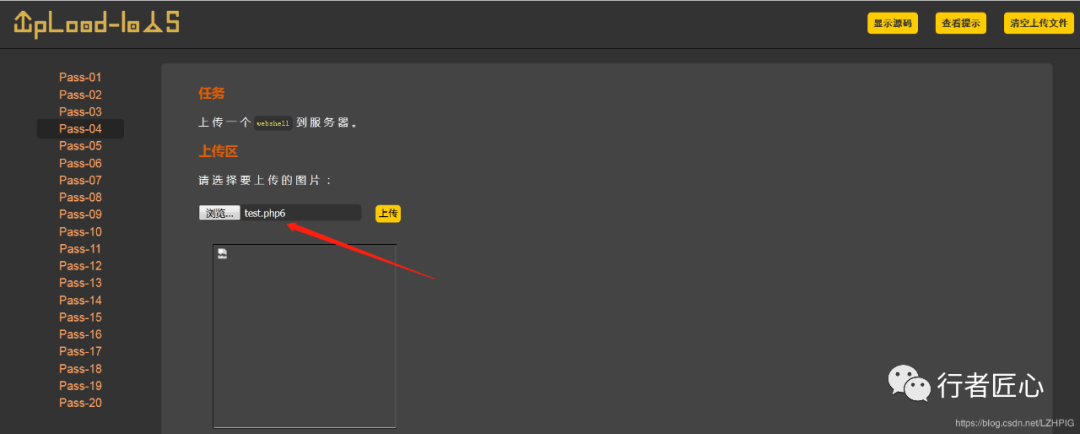 UpLoad-labs
显示源码
查看提示
清空上传文件
Pass-01
Pass-02
Pass-03
Pass-04
Pass-05
Pass-06
Pass-07
Pass-08
Pass-09
Pass-10
Pass-11
Pass-12
Pass-13
Pass-14
Pass-15
Pass-16
Pass-17
Pass-18
Pass-19
Pass-20
任务
上传一个 webshell 到服务器。
上传区
请选择要上传的图片：
浏览... test.php6 上传
行者匠心
https://blog.csdn.net/LZHPIG